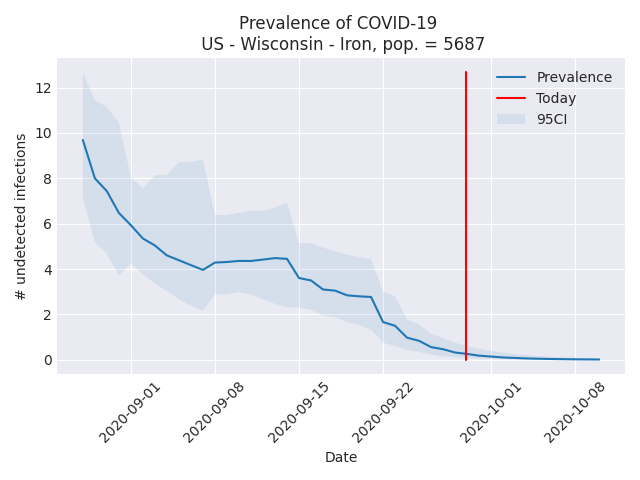 Prevalence of COVID-19
US - Wisconsin - Iron, pop. = 5687
Prevalence
Today
95CI
# undetected infections
12
10
8
6
4
2
0
2020-09-01
2020-09-08
2020-09-15
2020-09-22
2020-10-01
2020-10-08
Date